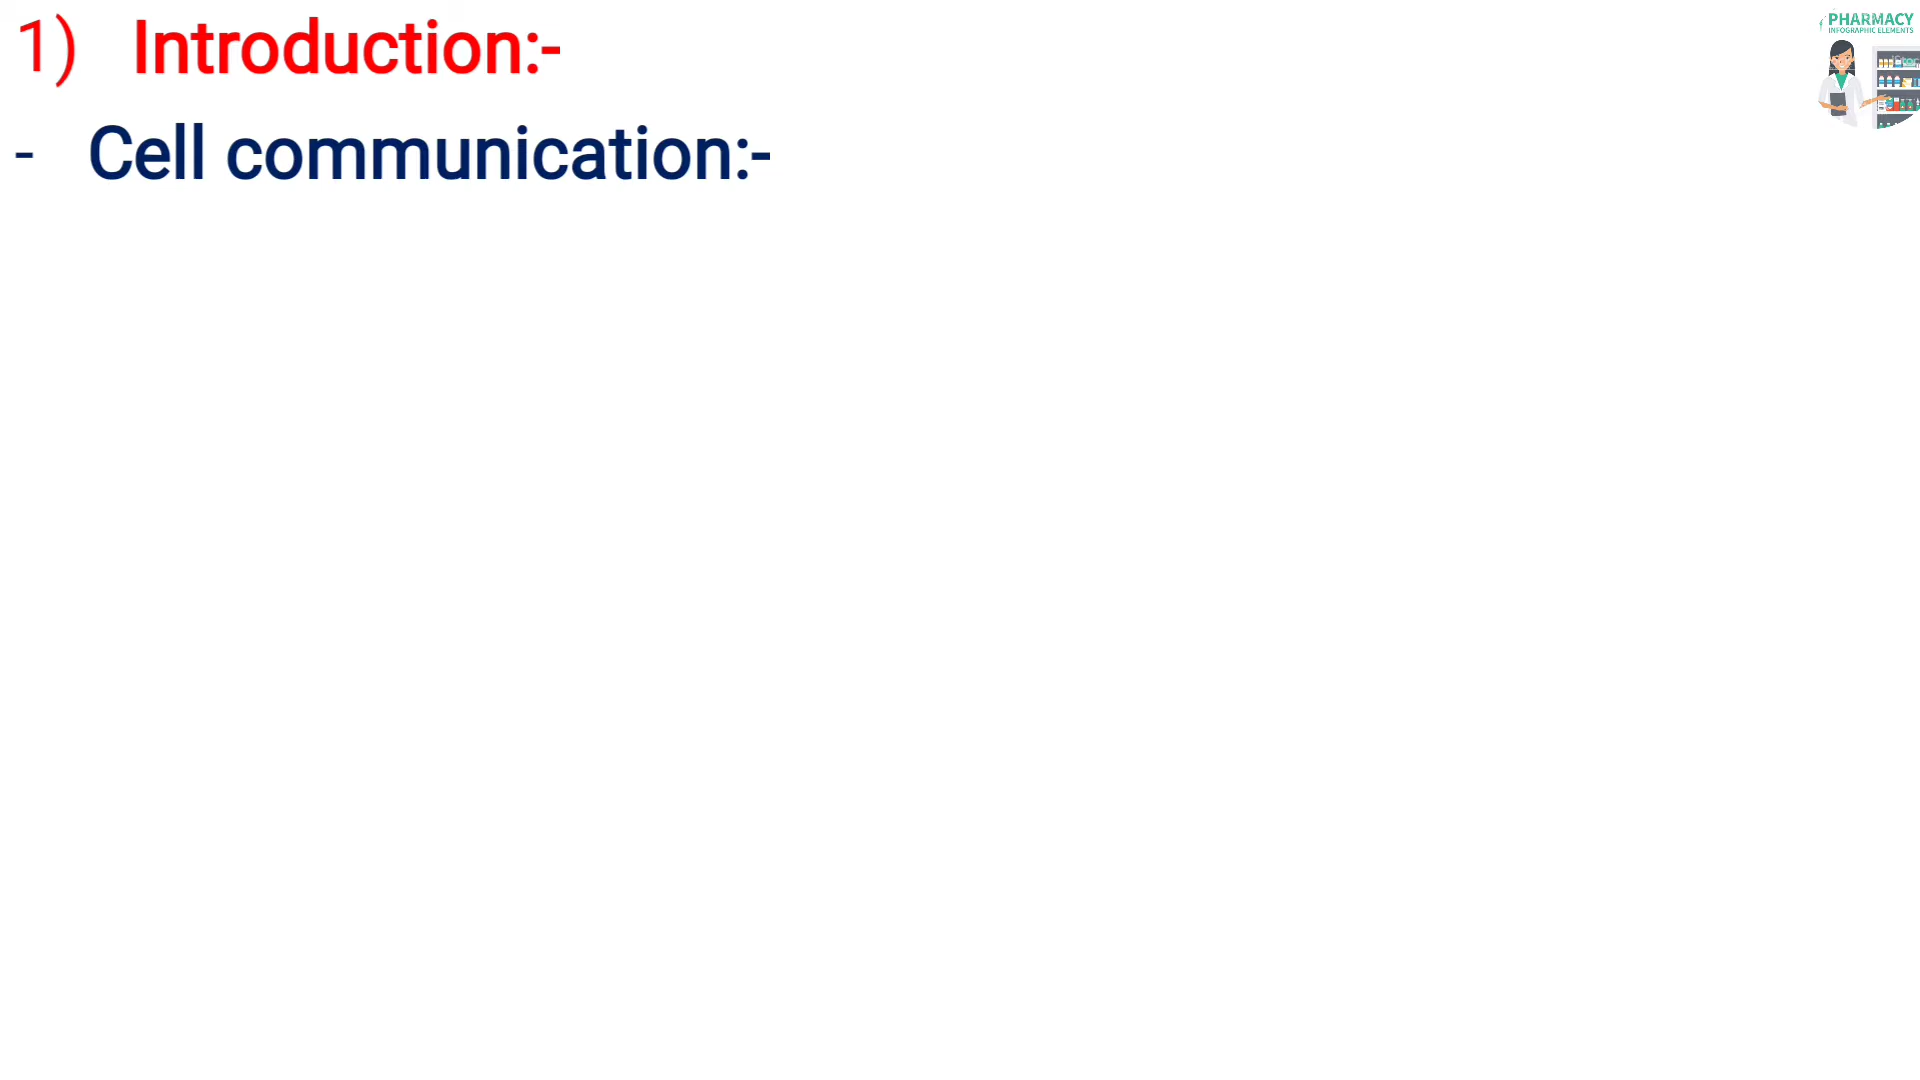 1) Introduction:-
PHARMACY
INFOGRAPHIC ELEMENTS
- Cell communication:-